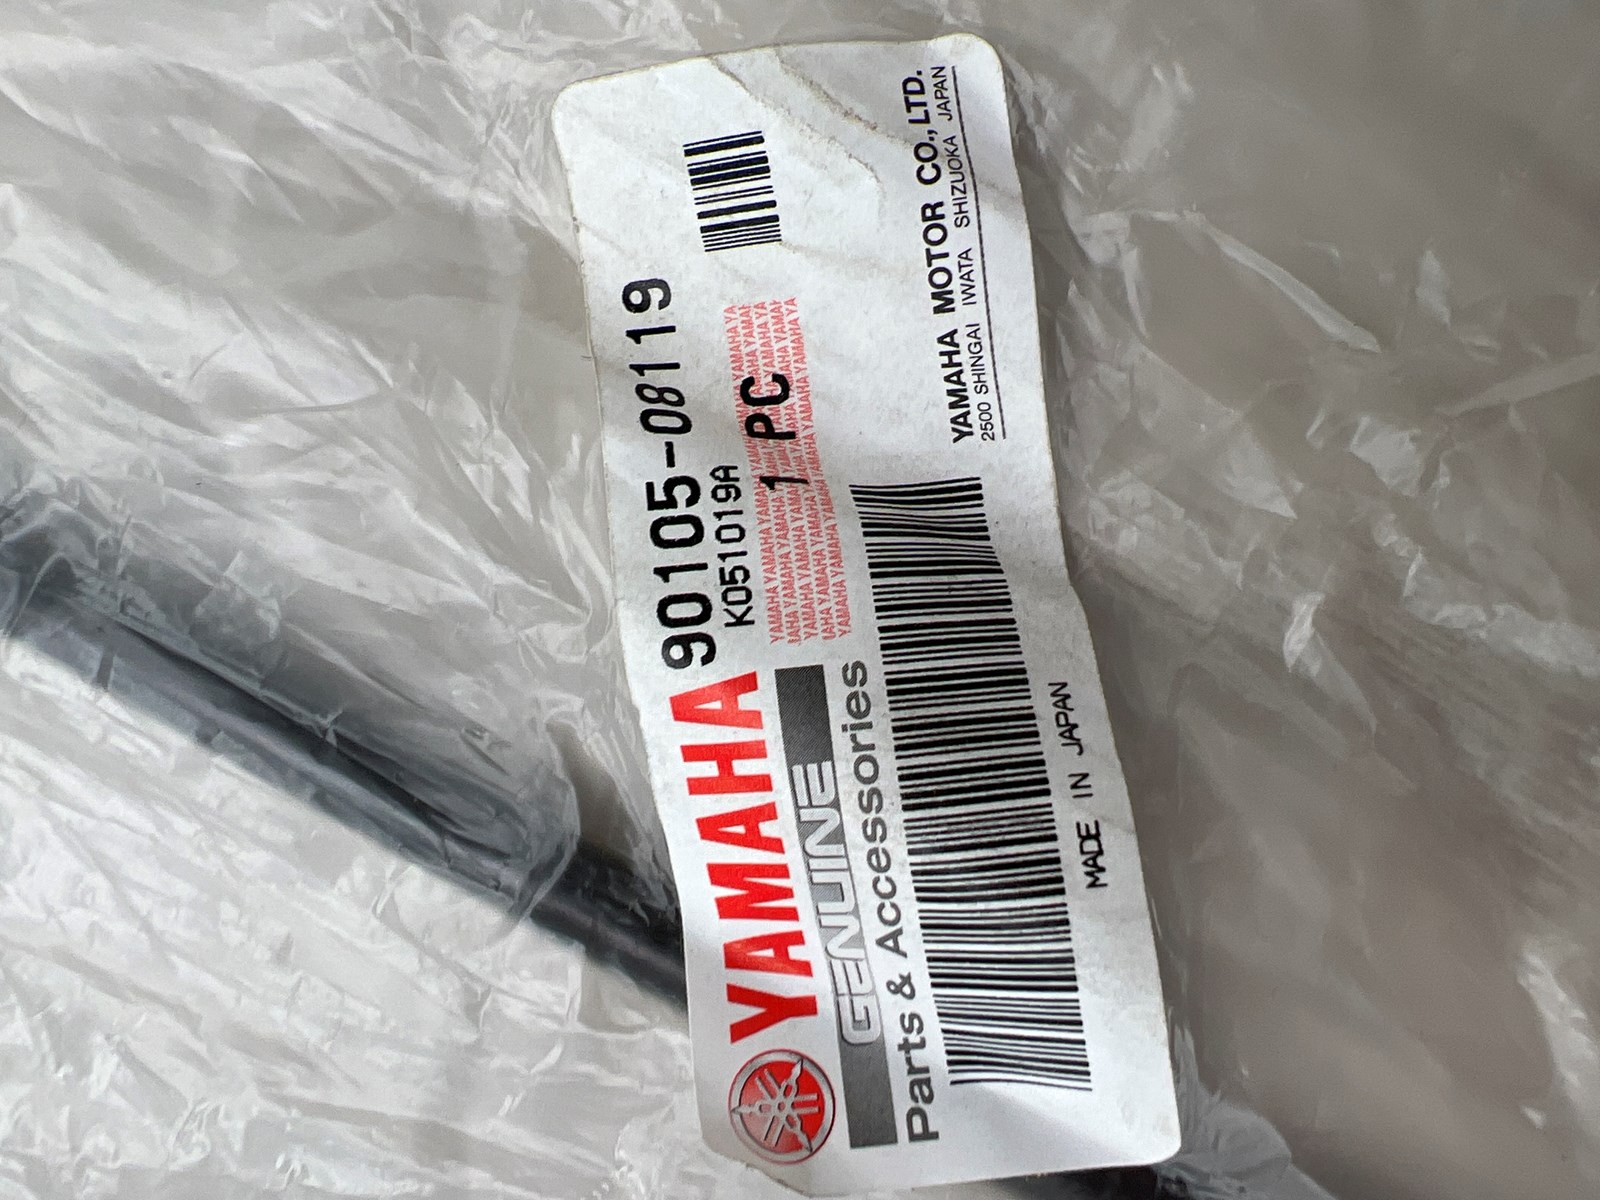 YAMAHA 90105-08119
K051019A
GENUINE
1 PC
Parts & Accessories
YAMAHA MOTOR CO., LTD.
2500 SHINGAI IWATA SHIZUOKA JAPAN
MADE IN JAPAN